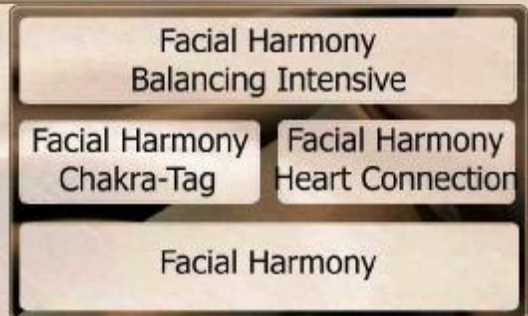 Facial Harmony
Balancing Intensive
Facial Harmony
Chakra-Tag
Facial Harmony
Heart Connection
Facial Harmony